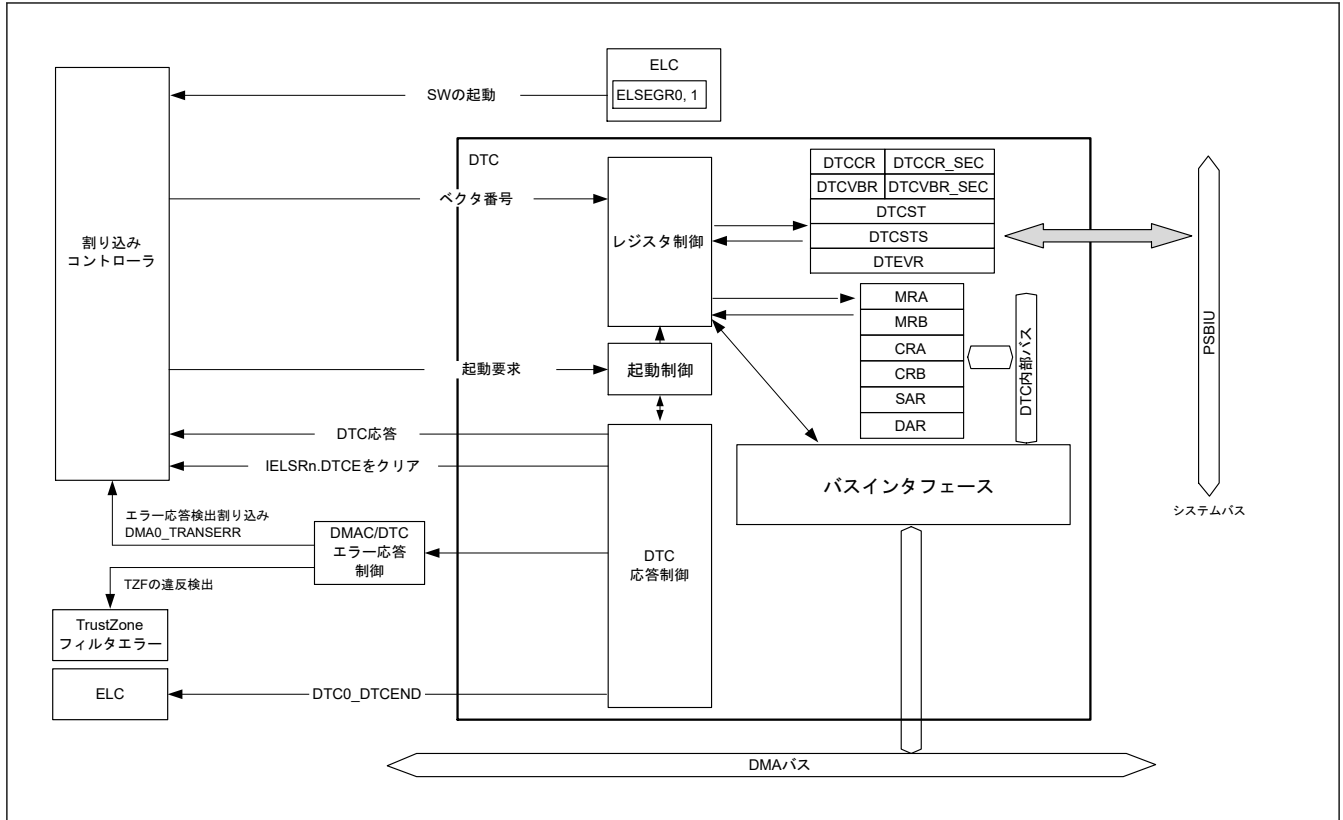 ELC
ELSEGR0, 1
SWの起動
DTC
ベクタ番号
割り込み
コントローラ
レジスタ制御
DTCCR
DTCCR_SEC
DTCVBR
DTCVBR_SEC
DTCST
DTCSTS
DTEVR
MRA
MRB
CRA
CRB
SAR
DAR
DTC内部バス
PSBIU
システムバス
起動要求
起動制御
DTC応答
IELSRn.DTCEをクリア
バスインタフェース
エラー応答検出割り込み
DMA0_TRANSERR
DMAC/DTC
エラー応答
制御
DTC
応答制御
TZFの違反検出
TrustZone
フィルタエラー
ELC
DTC0_DTCEND
DMAバス